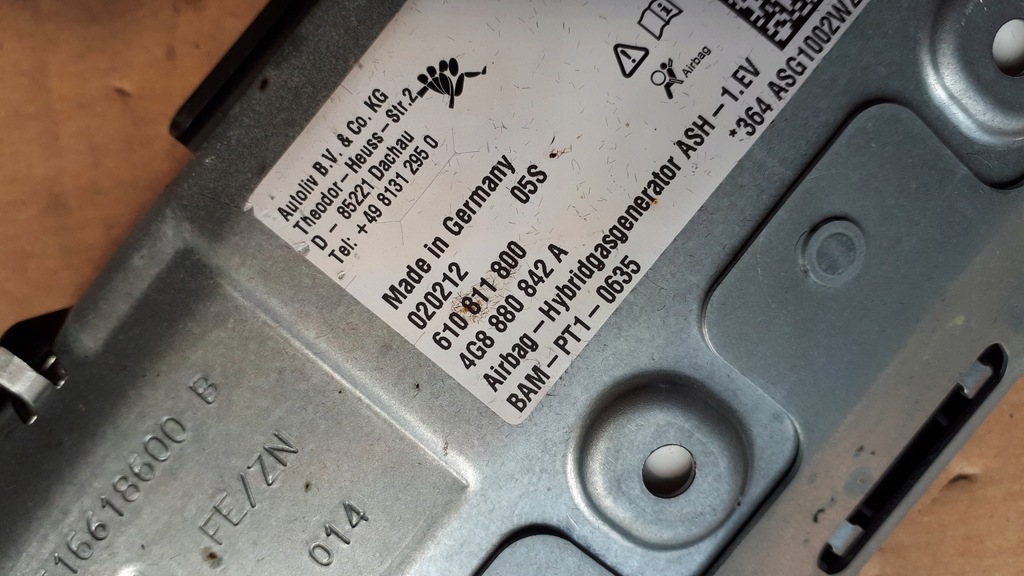 Autoliv B.V. & Co. KG
Theodor – Heuss – Str.2
D – 85221 Dachau
Tel: + 49 8131 295 0
Airbag
Made in Germany
020212 05S
610 811 800
4G8 880 842 A
Airbag – Hybridgasgenerator ASH – 1.EV
BAM – PT1 – 0635
*364 ASG1002WZ
16618600 B
FE/ZN
014